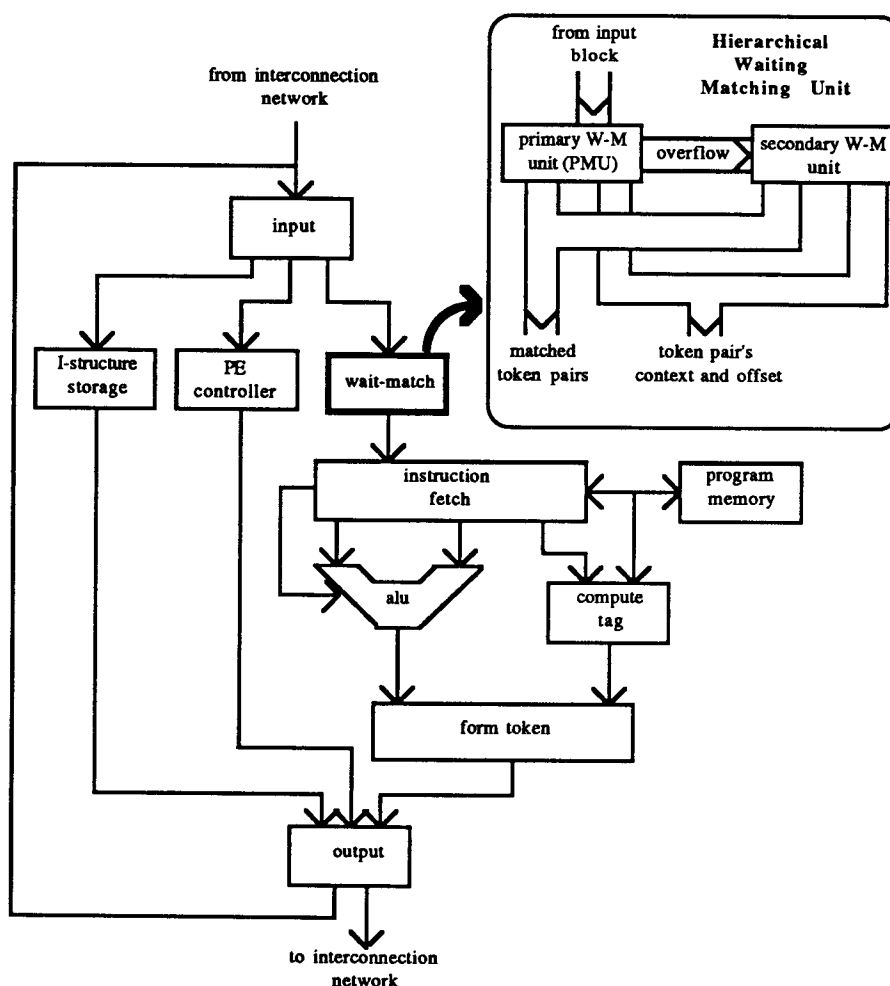 from input
block
Hierarchical
Waiting
Matching Unit
from interconnection
network
primary W-M
unit (PMU)
overflow
secondary W-M
unit
input
matched
token pairs
token pair's
context and offset
I-structure
storage
PE
controller
wait-match
instruction
fetch
program
memory
alu
compute
tag
form token
output
to interconnection
network